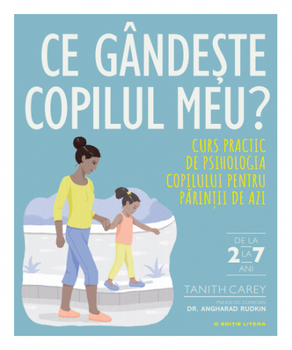 CE GÂNDEȘTE
COPILUL MEU?
CURS PRACTIC
DE PSIHOLOGIA
COPILULUI PENTRU
PĂRINȚII DE AZI
DE LA
2 LA 7
ANI
TANITH CAREY
DR. ANGHARAD RUDKIN
O EDIȚIE LITERA